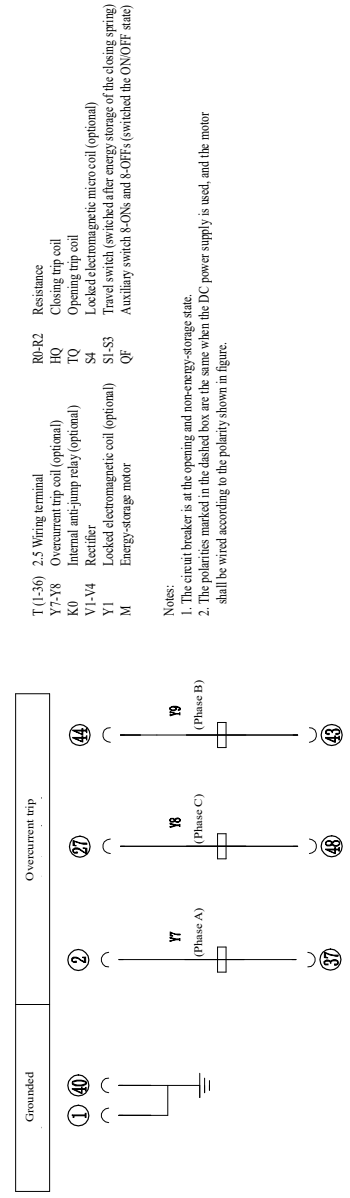 Grounded
Overcurrent trip
1 40 2 27 44
Y7 Y8 Y9
(Phase A) (Phase C) (Phase B)
37 48 43
T (1-36) 2.5 Wiring terminal
Y7-Y8 Overcurrent trip coil (optional)
K0 Internal anti-jump relay (optional)
V1-V4 Rectifier
Y1 Locked electromagnetic coil (optional)
M Energy-storage motor
R0-R2 Resistance
HQ Closing trip coil
TQ Opening trip coil
S4 Locked electromagnetic micro coil (optional)
S1-S3 Travel switch (switched after energy storage of the closing spring)
QF Auxiliary switch 8-ONs and 8-OFFs (switched the ON/OFF state)
Notes:
1. The circuit breaker is at the opening and non-energy-storage state.
2. The polarities marked in the dashed box are the same when the DC power supply is used, and the motor
shall be wired according to the polarity shown in figure.